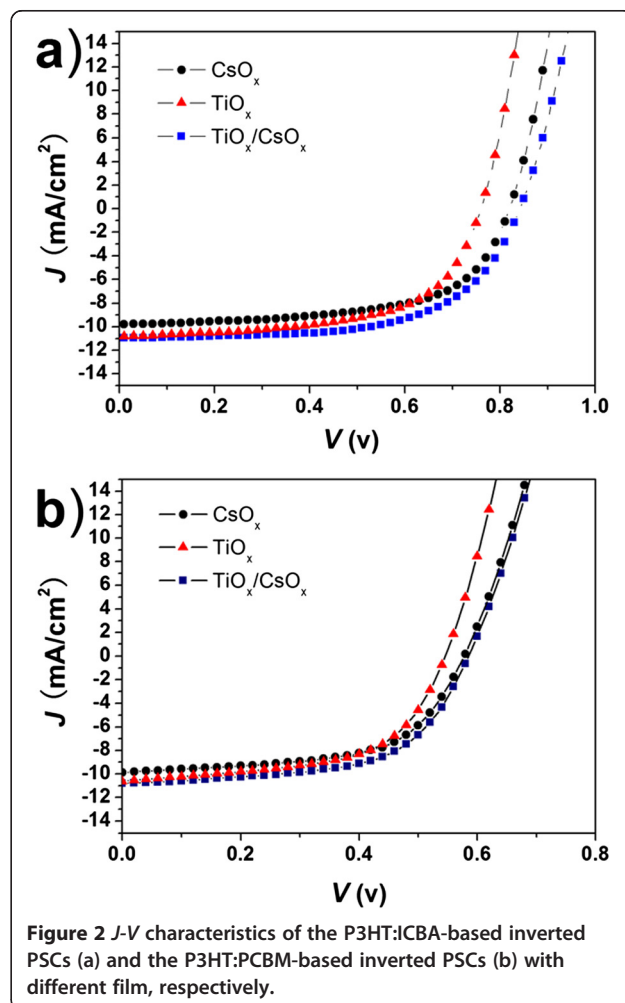 a)
14
12
10
8
6
4
2
0
-2
-4
-6
-8
-10
-12
-14
J (mA/cm²)
CsOₓ
TiOₓ
TiOₓ/CsOₓ
0.0 0.2 0.4 0.6 0.8 1.0
V (v)
b)
14
12
10
8
6
4
2
0
-2
-4
-6
-8
-10
-12
-14
J (mA/cm²)
CsOₓ
TiOₓ
TiOₓ/CsOₓ
0.0 0.2 0.4 0.6 0.8
V (v)
Figure 2 J-V characteristics of the P3HT:ICBA-based inverted
PSCs (a) and the P3HT:PCBM-based inverted PSCs (b) with
different film, respectively.